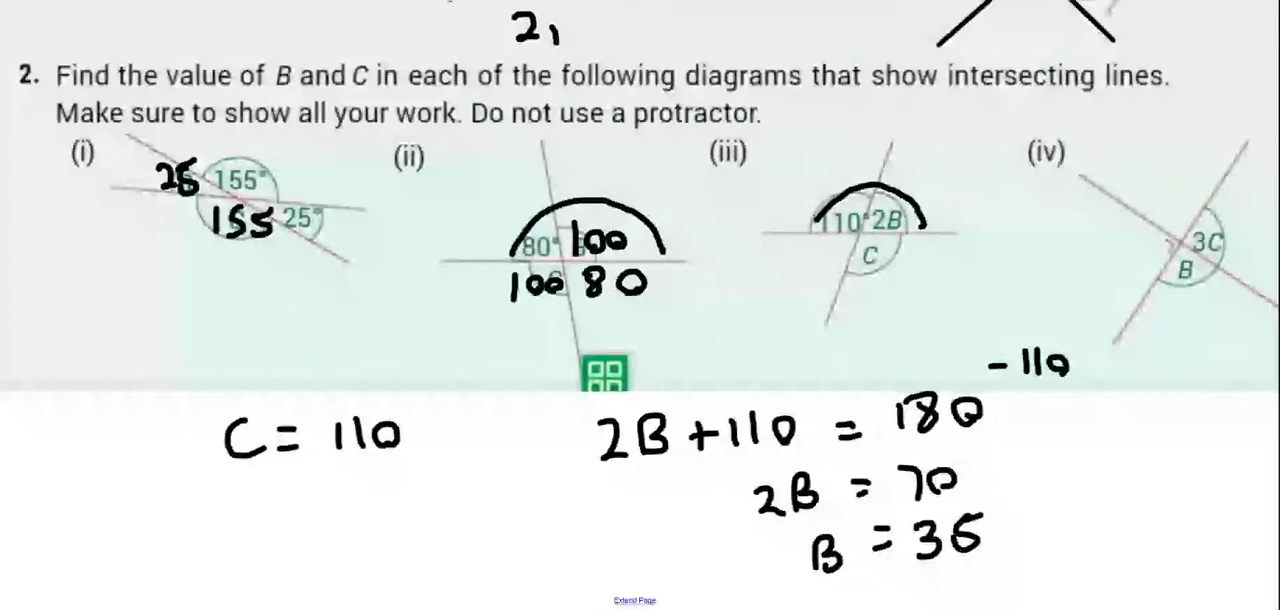 2,
2. Find the value of B and C in each of the following diagrams that show intersecting lines.
Make sure to show all your work. Do not use a protractor.
(i)
25
155°
155
25°
(ii)
80°
100
100
80
(iii)
110°
2B
C
(iv)
3C
B
C = 110
2B + 110 = 180 - 110
2B = 70
B = 35
Extend Page